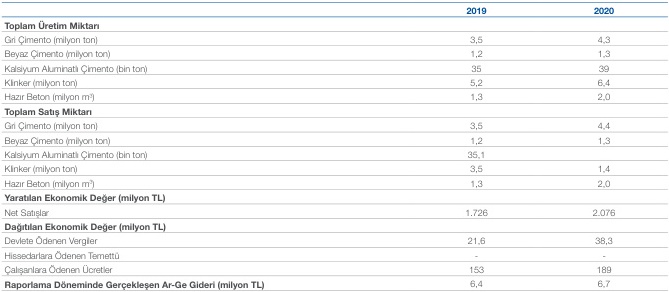 2019 2020
Toplam Üretim Miktarı
Gri Çimento (milyon ton) 3,5 4,3
Beyaz Çimento (milyon ton) 1,2 1,3
Kalsiyum Aluminatlı Çimento (bin ton) 35 39
Klinker (milyon ton) 5,2 6,4
Hazır Beton (milyon m³) 1,3 2,0
Toplam Satış Miktarı
Gri Çimento (milyon ton) 3,5 4,4
Beyaz Çimento (milyon ton) 1,2 1,3
Kalsiyum Aluminatlı Çimento (bin ton) 35,1
Klinker (milyon ton) 3,5 1,4
Hazır Beton (milyon m³) 1,3 2,0
Yaratılan Ekonomik Değer (milyon TL)
Net Satışlar 1.726 2.076
Dağıtılan Ekonomik Değer (milyon TL)
Devlete Ödenen Vergiler 21,6 38,3
Hissedarlara Ödenen Temettü - -
Çalışanlara Ödenen Ücretler 153 189
Raporlama Döneminde Gerçekleşen Ar-Ge Gideri (milyon TL) 6,4 6,7